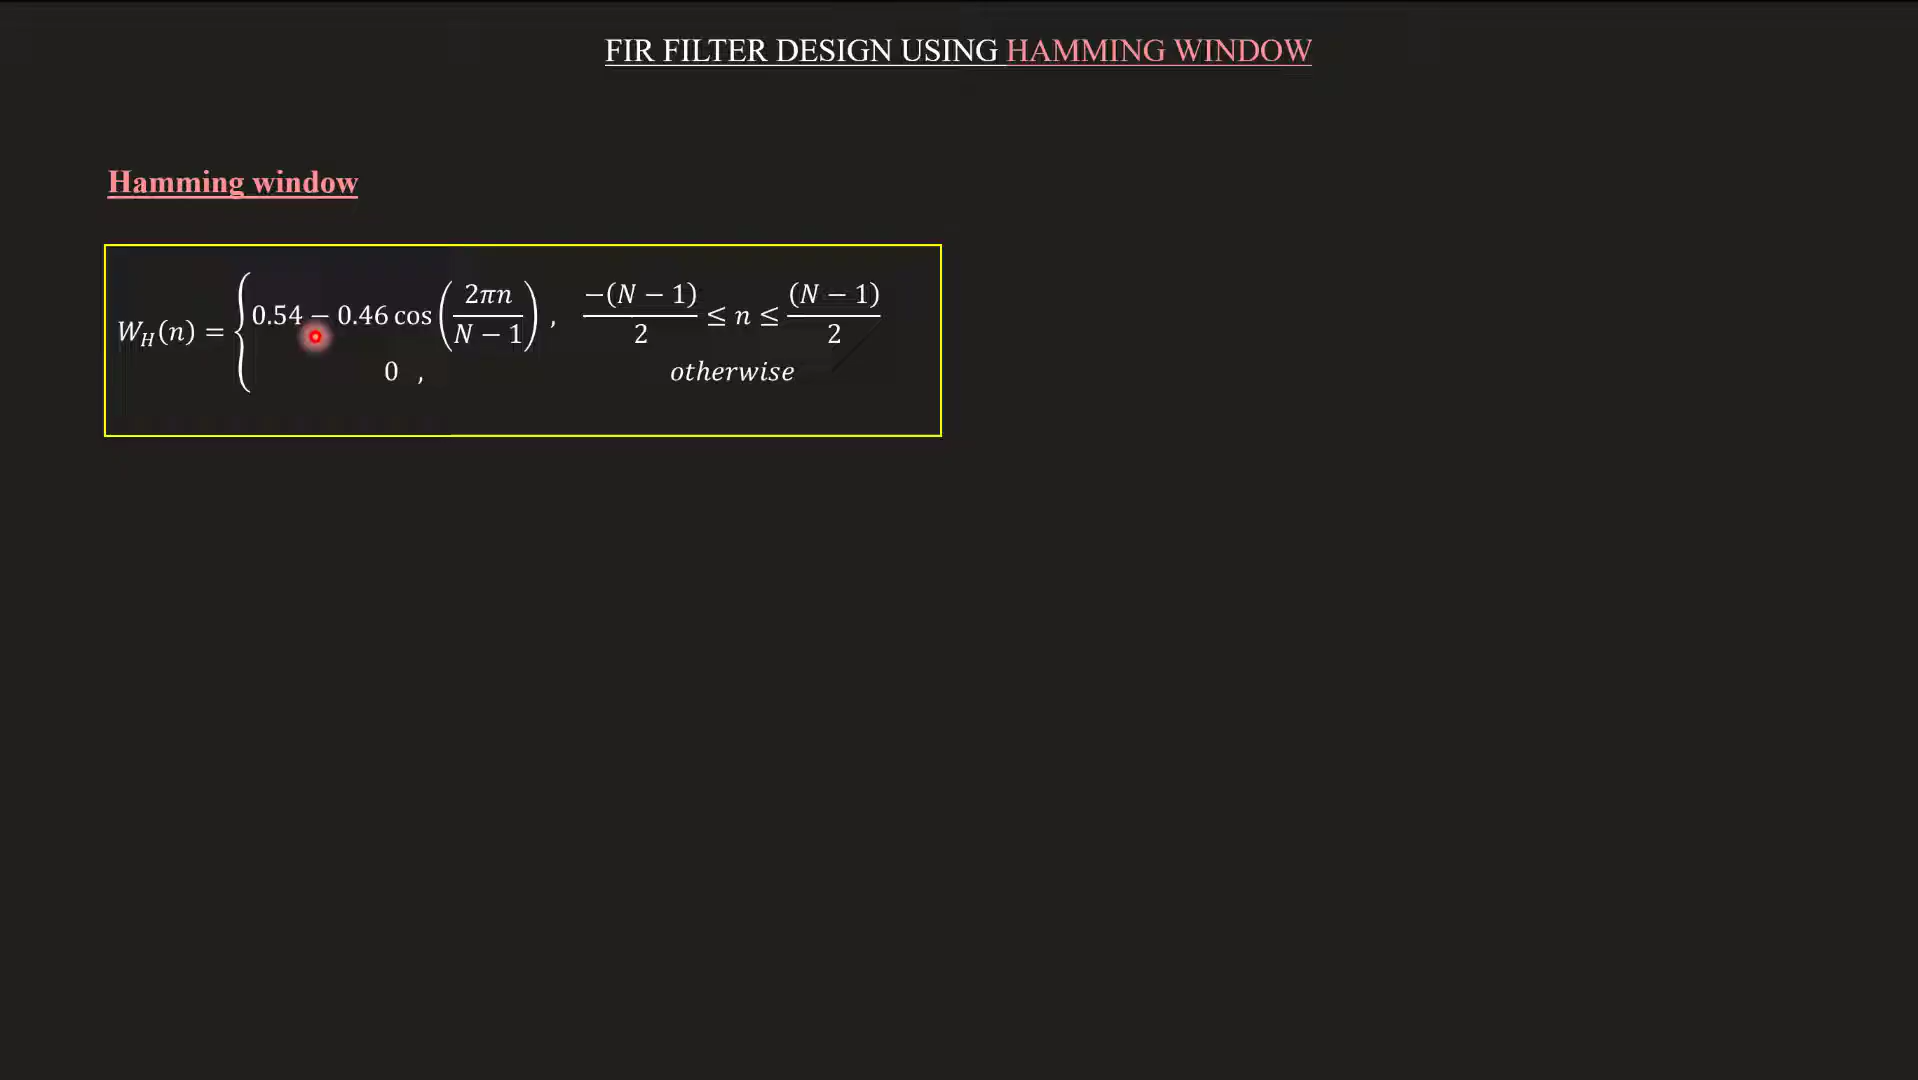 FIR FILTER DESIGN USING HAMMING WINDOW
Hamming window
W_H(n) = { 0.54 − 0.46 cos(2πn / N − 1) , −(N − 1) / 2 ≤ n ≤ (N − 1) / 2
0 , otherwise